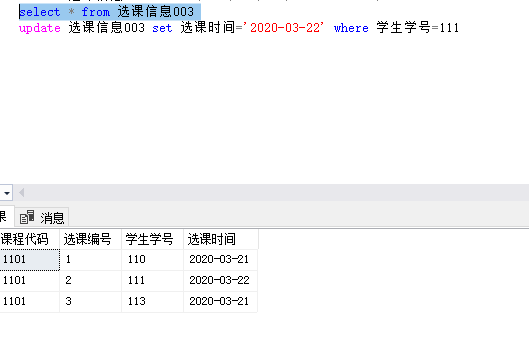 select * from 选课信息003
update 选课信息003 set 选课时间='2020-03-22' where 学生学号=111
果 消息
课程代码 选课编号 学生学号 选课时间
1101 1 110 2020-03-21
1101 2 111 2020-03-22
1101 3 113 2020-03-21